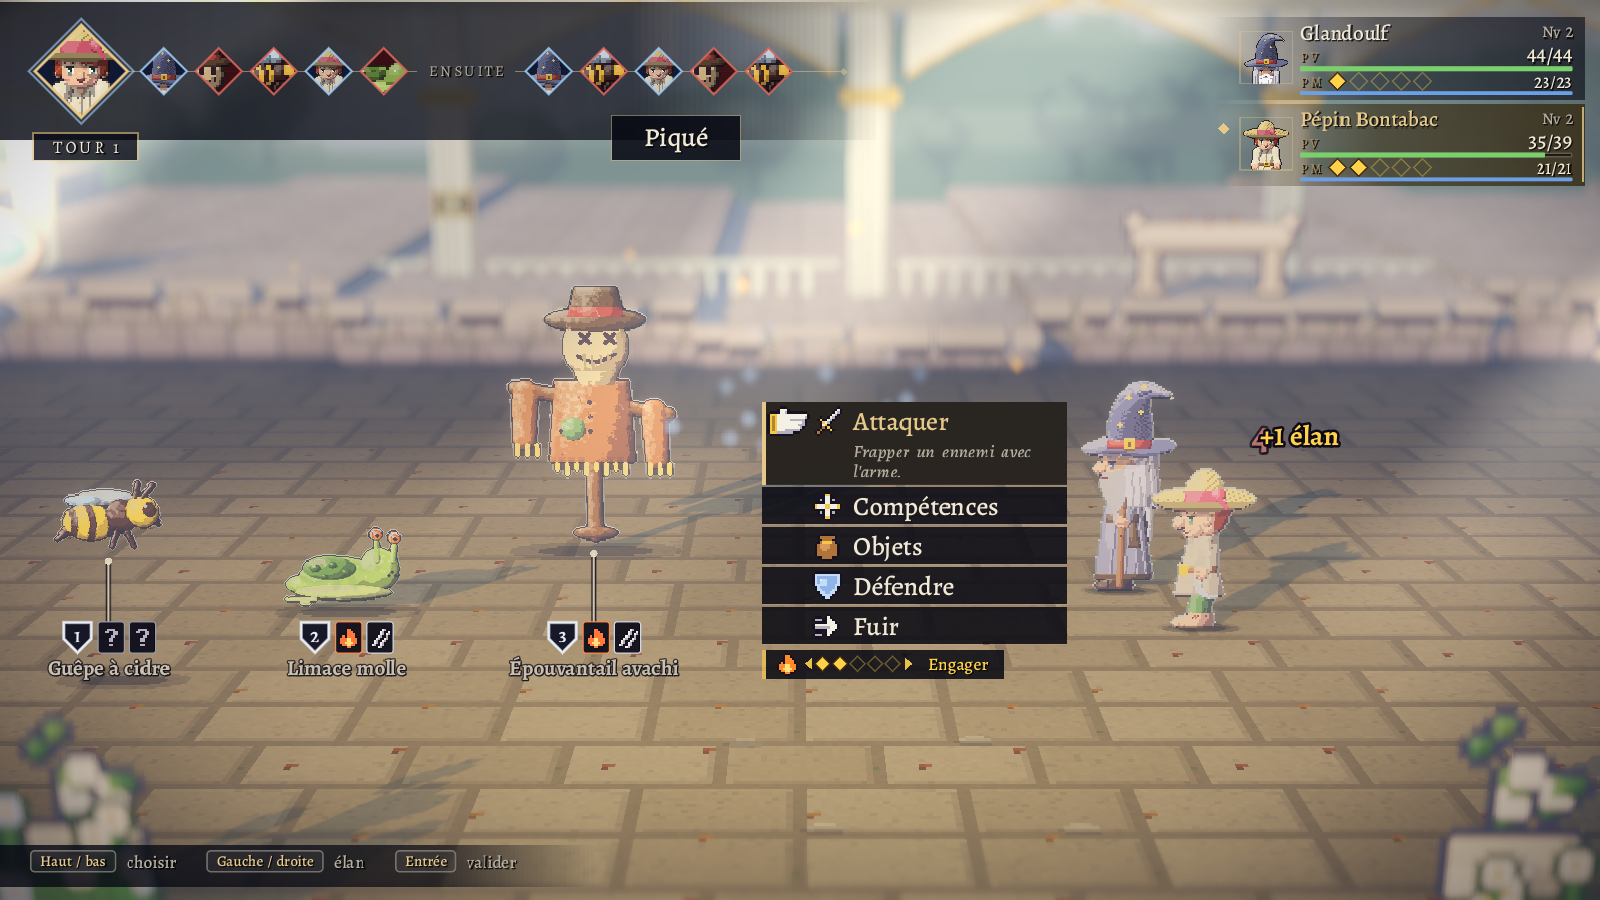 ENSUITE
TOUR 1
Piqué
Glandoulf
Nv 2
PV
44/44
PM
23/23
Pépin Bontabac
Nv 2
PV
35/39
PM
21/21
+1 élan
Attaquer
Frapper un ennemi avec
l'arme.
Compétences
Objets
Défendre
Fuir
Engager
1 ? ?
Guêpe à cidre
2
Limace molle
3
Épouvantail avachi
Haut / bas choisir Gauche / droite élan Entrée valider